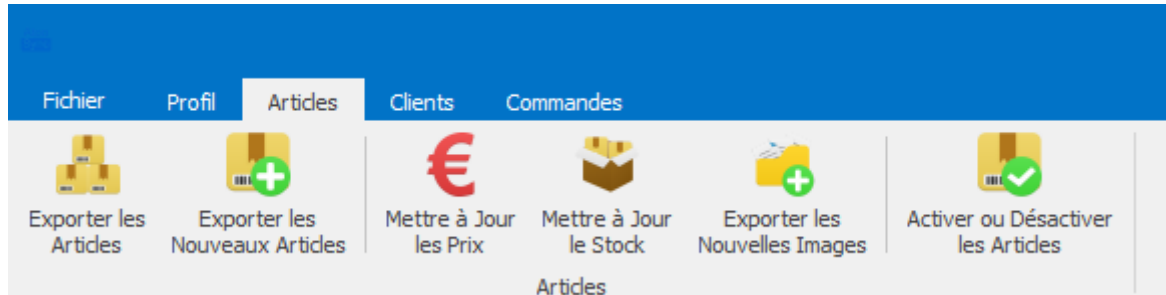 Fichier Profil Articles Clients Commandes
€
Exporter les Exporter les Mettre à Jour Mettre à Jour Exporter les Activer ou Désactiver
Articles Nouveaux Articles les Prix le Stock Nouvelles Images les Articles
Articles